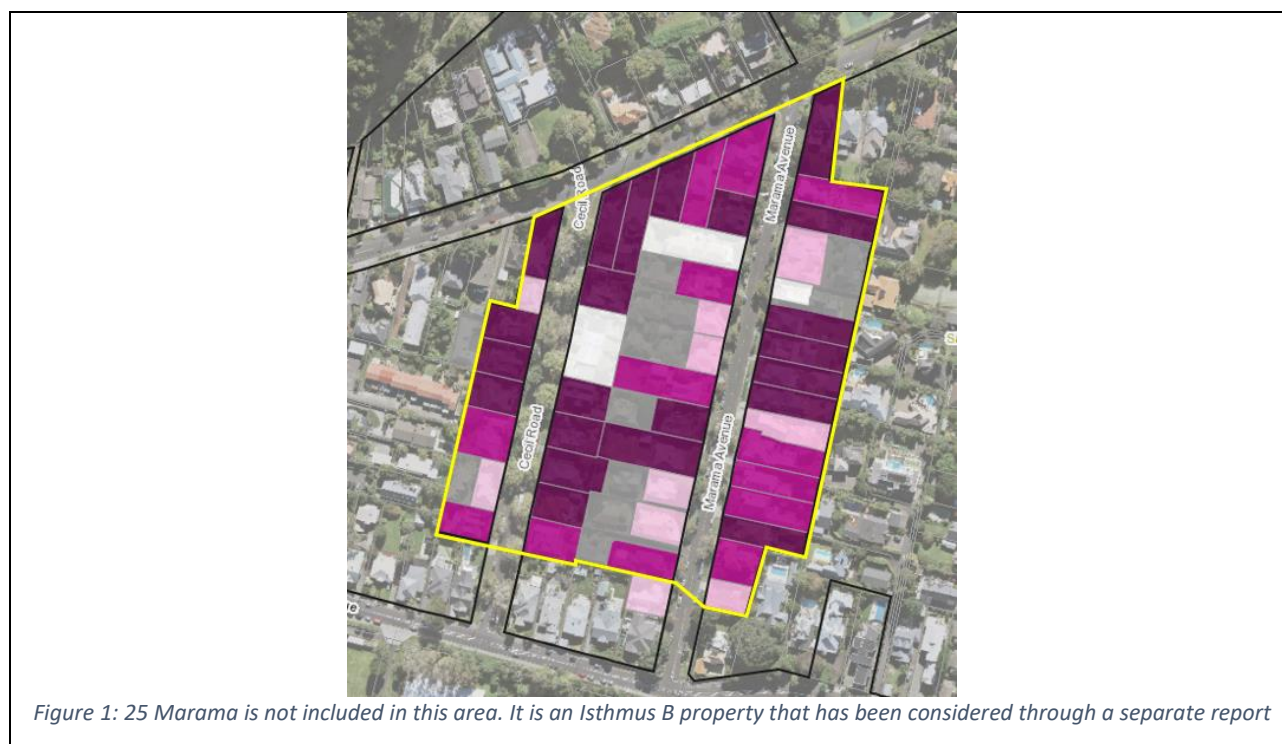 Cecil Road
Marama Avenue
Cecil Road
Marama Avenue
Figure 1: 25 Marama is not included in this area. It is an Isthmus B property that has been considered through a separate report